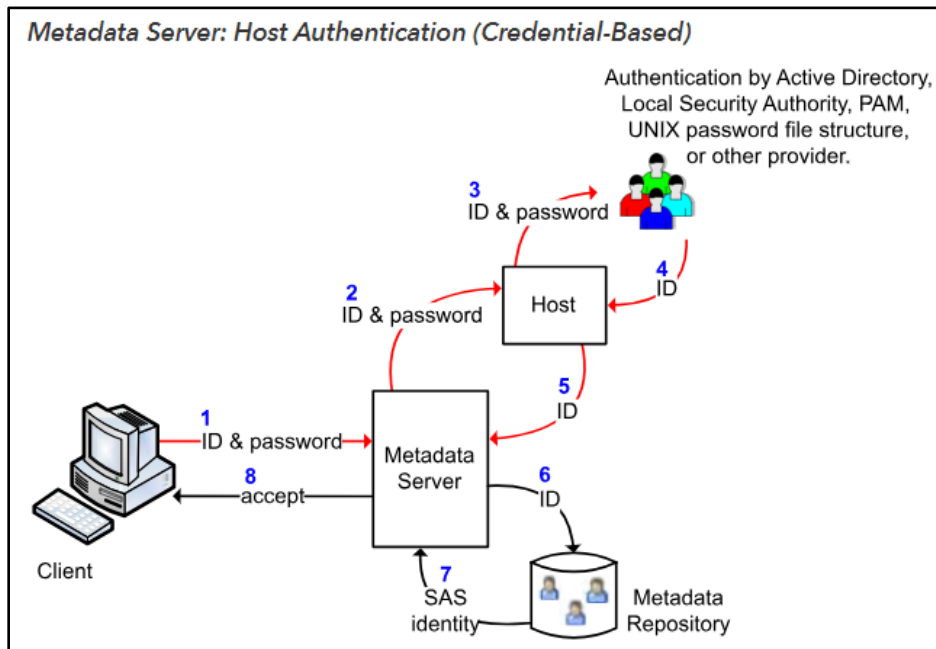 Metadata Server: Host Authentication (Credential-Based)
Authentication by Active Directory,
Local Security Authority, PAM,
UNIX password file structure,
or other provider.
3
ID & password
4
ID
2
ID & password
Host
5
ID
1
ID & password
Metadata
Server
8
accept
6
ID
Client
7
SAS
identity
Metadata
Repository